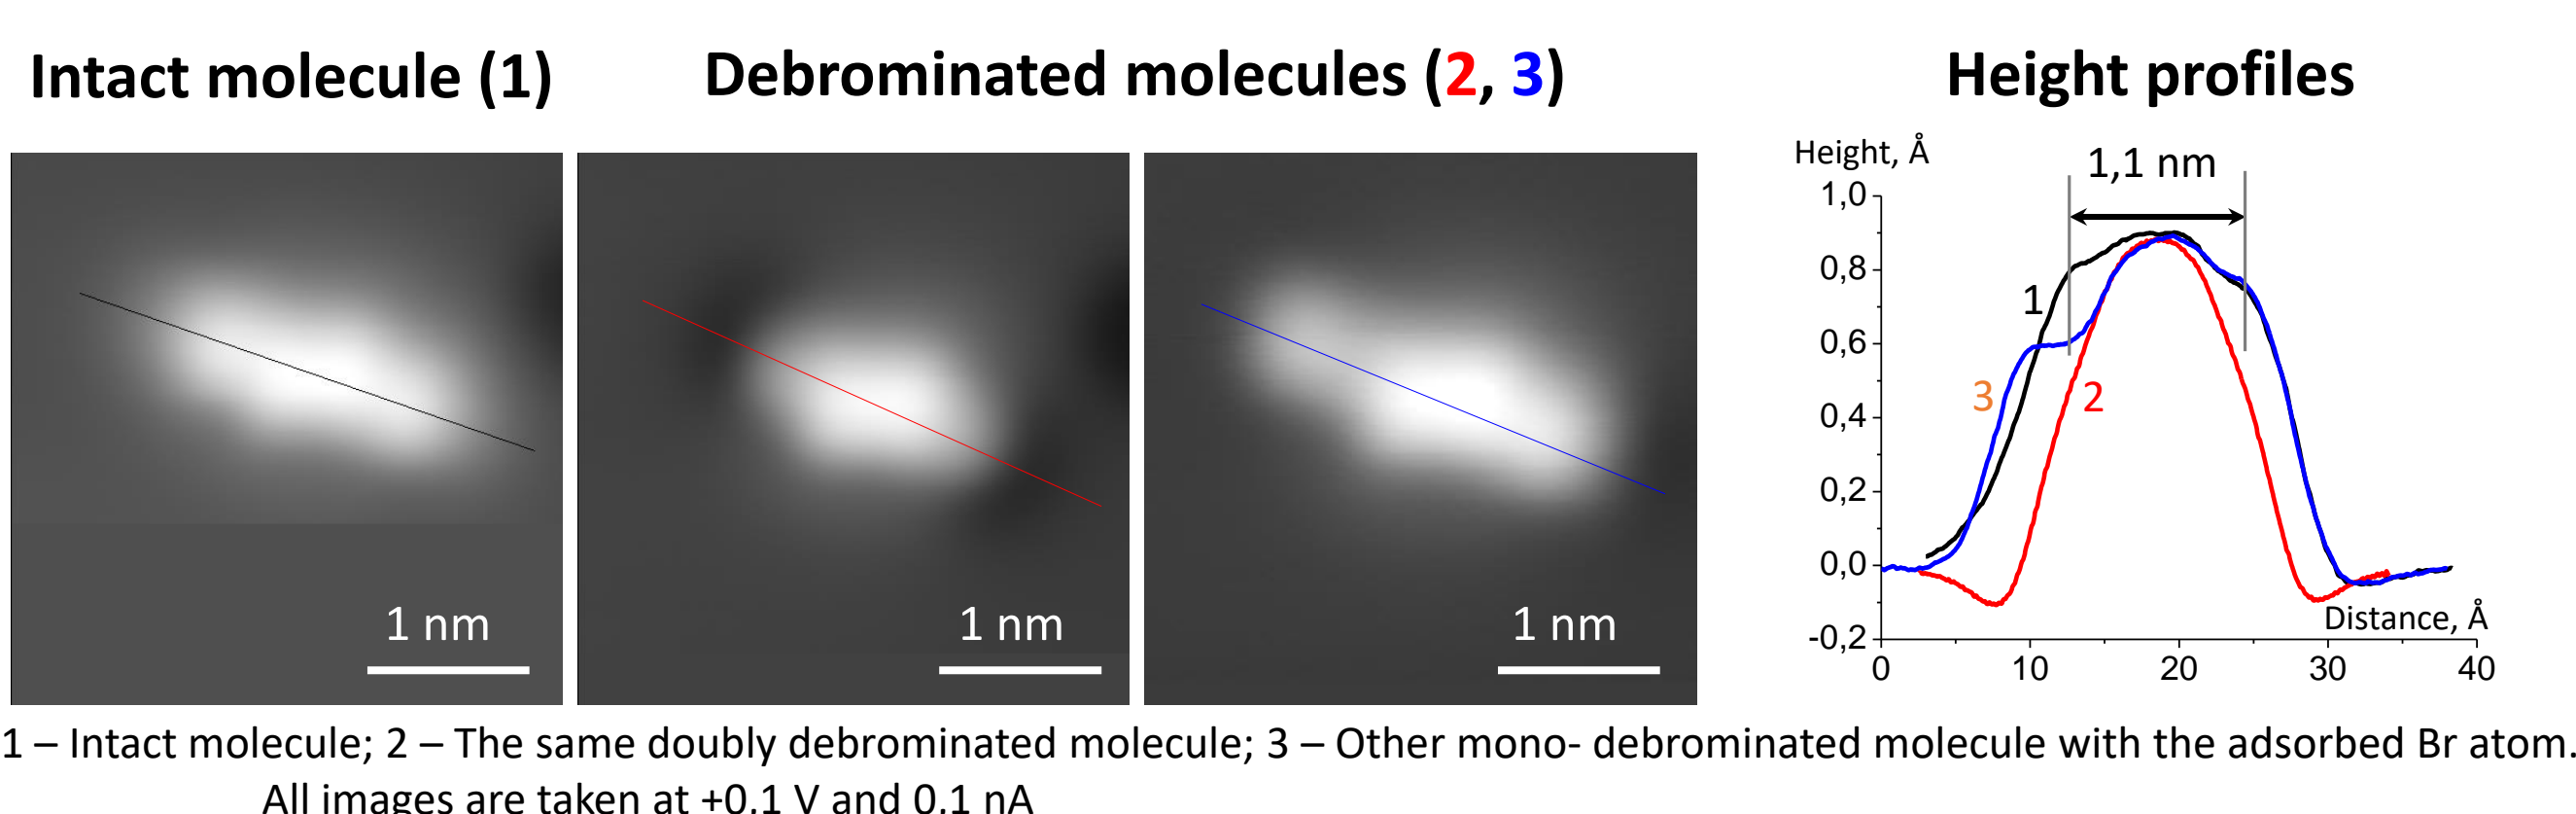 Intact molecule (1)
Debrominated molecules (2, 3)
Height profiles
1 nm
1 nm
1 nm
Height, Å
1,1 nm
1,0
0,8
0,6
0,4
0,2
0,0
-0,2
1
3
2
Distance, Å
0 10 20 30 40
1 – Intact molecule; 2 – The same doubly debrominated molecule; 3 – Other mono- debrominated molecule with the adsorbed Br atom.
All images are taken at +0.1 V and 0.1 nA